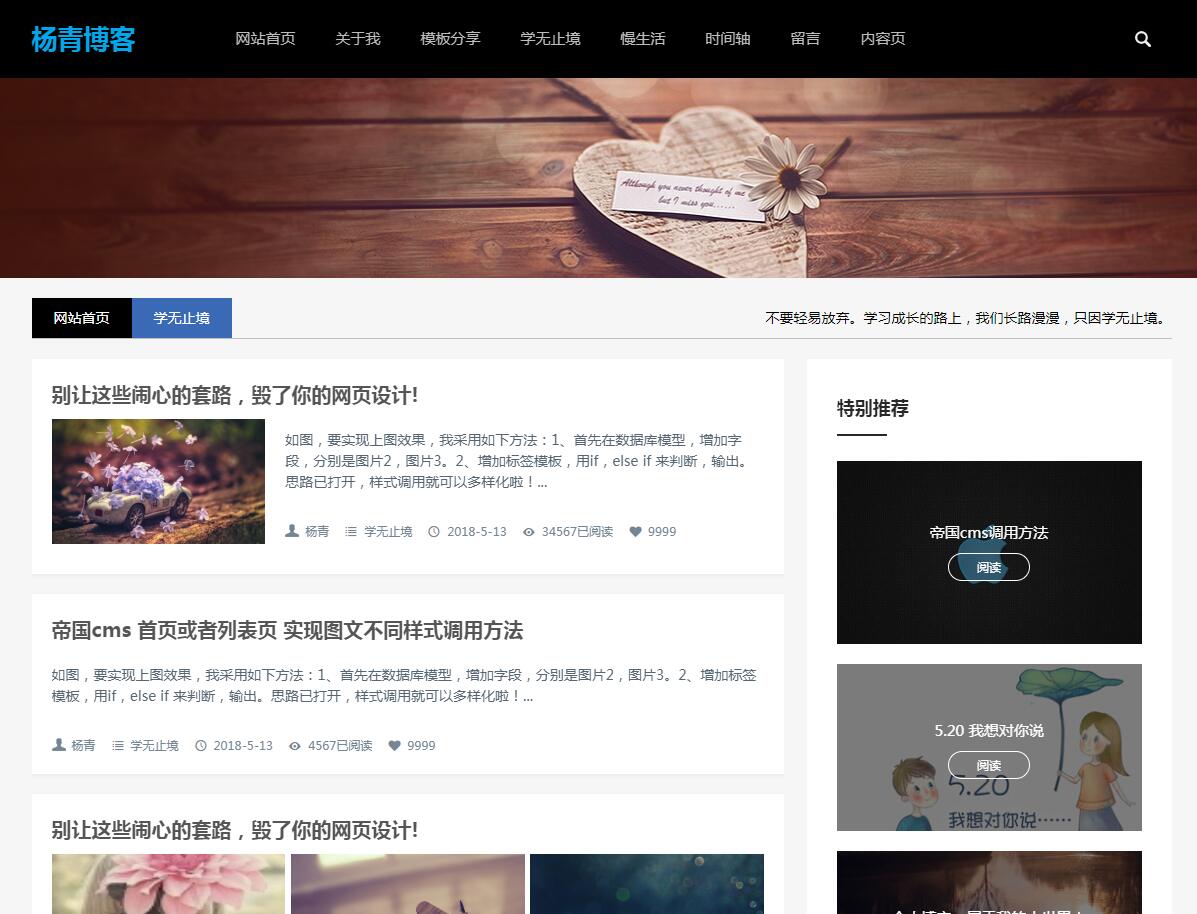 杨青博客
网站首页 关于我 模板分享 学无止境 慢生活 时间轴 留言 内容页
Although you never thought of me
but I miss you......
网站首页 学无止境
不要轻易放弃。学习成长的路上，我们长路漫漫，只因学无止境。
别让这些闹心的套路，毁了你的网页设计!
如图，要实现上图效果，我采用如下方法：1、首先在数据库模型，增加字
段，分别是图片2，图片3。2、增加标签模板，用if，else if 来判断，输出。
思路已打开，样式调用就可以多样化啦！...
杨青 学无止境 2018-5-13 34567已阅读 9999
帝国cms 首页或者列表页 实现图文不同样式调用方法
如图，要实现上图效果，我采用如下方法：1、首先在数据库模型，增加字段，分别是图片2，图片3。2、增加标签
模板，用if，else if 来判断，输出。思路已打开，样式调用就可以多样化啦！...
杨青 学无止境 2018-5-13 4567已阅读 9999
别让这些闹心的套路，毁了你的网页设计!
特别推荐
帝国cms调用方法
阅读
5.20 我想对你说
阅读
5.20
我想对你说······